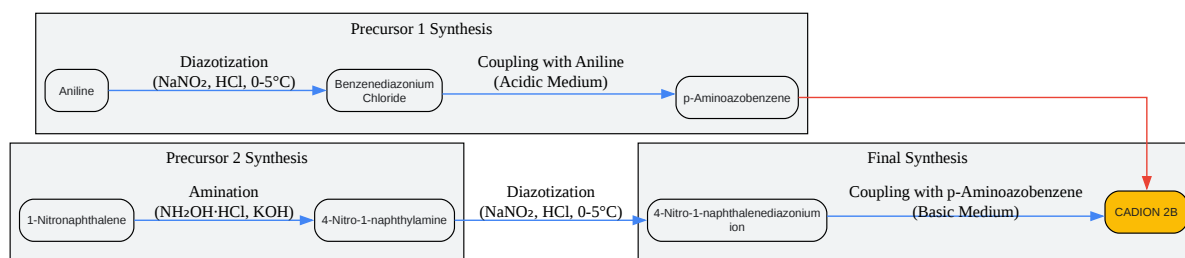 Precursor 1 Synthesis
Diazotization
(NaNO₂, HCl, 0-5°C)
Coupling with Aniline
(Acidic Medium)
Aniline
Benzenediazonium
Chloride
p-Aminoazobenzene
Precursor 2 Synthesis
Amination
(NH₂OH·HCl, KOH)
1-Nitronaphthalene
4-Nitro-1-naphthylamine
Diazotization
(NaNO₂, HCl, 0-5°C)
Final Synthesis
Coupling with p-Aminoazobenzene
(Basic Medium)
4-Nitro-1-naphthalenediazonium
ion
CADION 2B